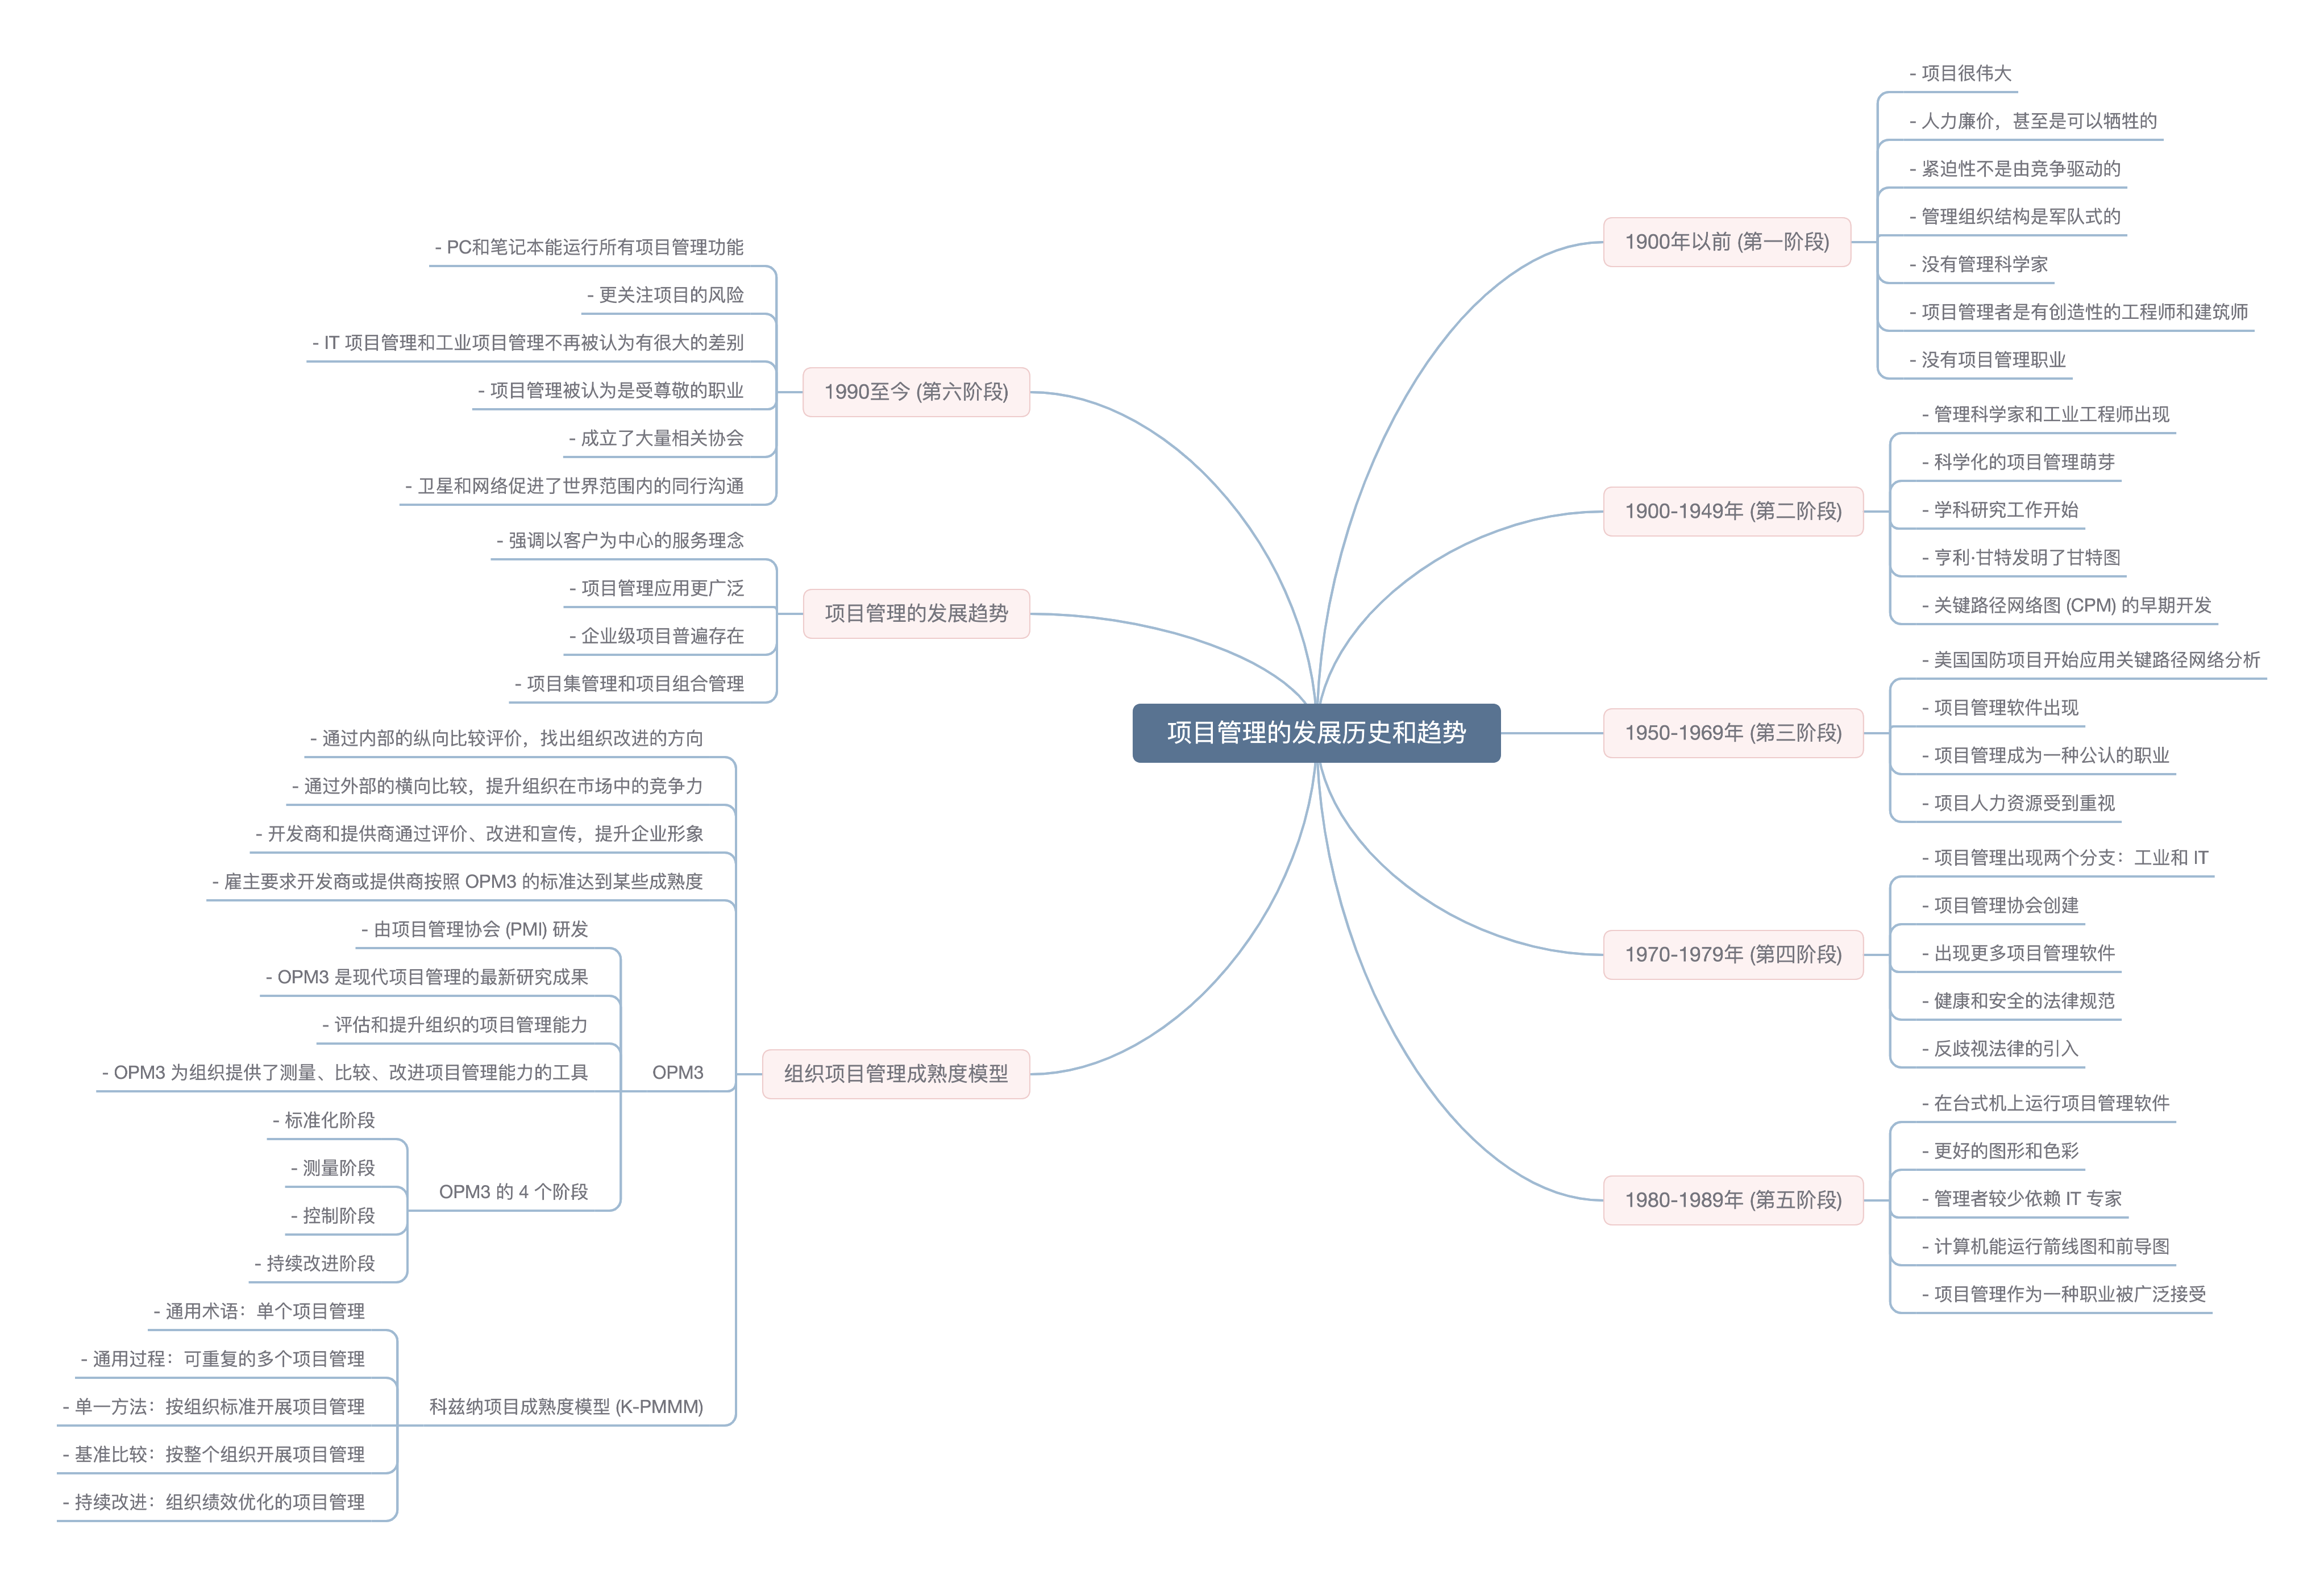 项目管理的发展历史和趋势
1900年以前 (第一阶段)
- 项目很伟大
- 人力廉价，甚至是可以牺牲的
- 紧迫性不是由竞争驱动的
- 管理组织结构是军队式的
- 没有管理科学家
- 项目管理者是有创造性的工程师和建筑师
- 没有项目管理职业
1900-1949年 (第二阶段)
- 管理科学家和工业工程师出现
- 科学化的项目管理萌芽
- 学科研究工作开始
- 亨利·甘特发明了甘特图
- 关键路径网络图 (CPM) 的早期开发
1950-1969年 (第三阶段)
- 美国国防项目开始应用关键路径网络分析
- 项目管理软件出现
- 项目管理成为一种公认的职业
- 项目人力资源受到重视
1970-1979年 (第四阶段)
- 项目管理出现两个分支：工业和 IT
- 项目管理协会创建
- 出现更多项目管理软件
- 健康和安全的法律规范
- 反歧视法律的引入
1980-1989年 (第五阶段)
- 在台式机上运行项目管理软件
- 更好的图形和色彩
- 管理者较少依赖 IT 专家
- 计算机能运行箭线图和前导图
- 项目管理作为一种职业被广泛接受
1990至今 (第六阶段)
- PC和笔记本能运行所有项目管理功能
- 更关注项目的风险
- IT 项目管理和工业项目管理不再被认为有很大的差别
- 项目管理被认为是受尊敬的职业
- 成立了大量相关协会
- 卫星和网络促进了世界范围内的同行沟通
项目管理的发展趋势
- 强调以客户为中心的服务理念
- 项目管理应用更广泛
- 企业级项目普遍存在
- 项目集管理和项目组合管理
组织项目管理成熟度模型
- 通过内部的纵向比较评价，找出组织改进的方向
- 通过外部的横向比较，提升组织在市场中的竞争力
- 开发商和提供商通过评价、改进和宣传，提升企业形象
- 雇主要求开发商或提供商按照 OPM3 的标准达到某些成熟度
OPM3
- 由项目管理协会 (PMI) 研发
- OPM3 是现代项目管理的最新研究成果
- 评估和提升组织的项目管理能力
- OPM3 为组织提供了测量、比较、改进项目管理能力的工具
OPM3 的 4 个阶段
- 标准化阶段
- 测量阶段
- 控制阶段
- 持续改进阶段
科兹纳项目成熟度模型 (K-PMMM)
- 通用术语：单个项目管理
- 通用过程：可重复的多个项目管理
- 单一方法：按组织标准开展项目管理
- 基准比较：按整个组织开展项目管理
- 持续改进：组织绩效优化的项目管理